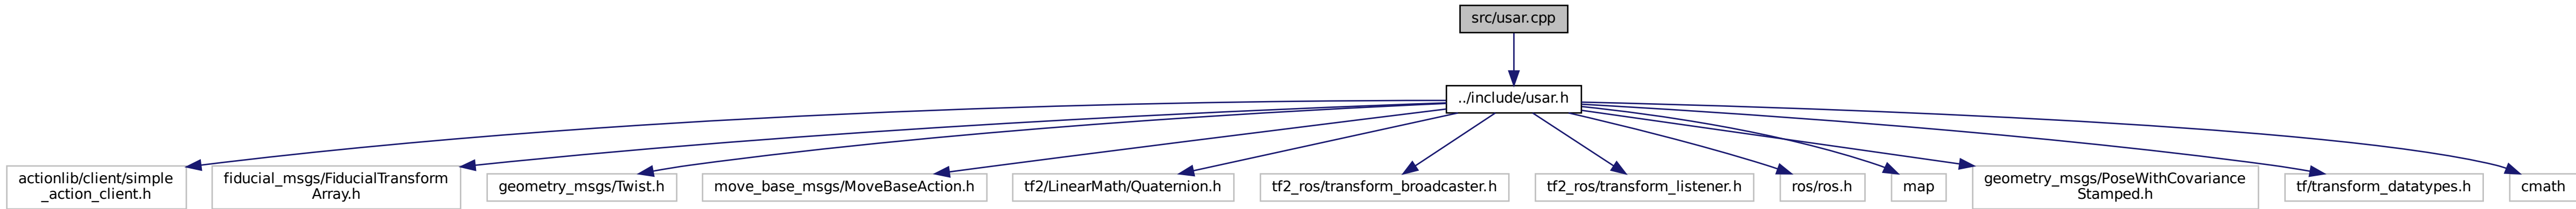 src/usar.cpp
../include/usar.h
actionlib/client/simple
_action_client.h
fiducial_msgs/FiducialTransform
Array.h
geometry_msgs/Twist.h
move_base_msgs/MoveBaseAction.h
tf2/LinearMath/Quaternion.h
tf2_ros/transform_broadcaster.h
tf2_ros/transform_listener.h
ros/ros.h
map
geometry_msgs/PoseWithCovariance
Stamped.h
tf/transform_datatypes.h
cmath